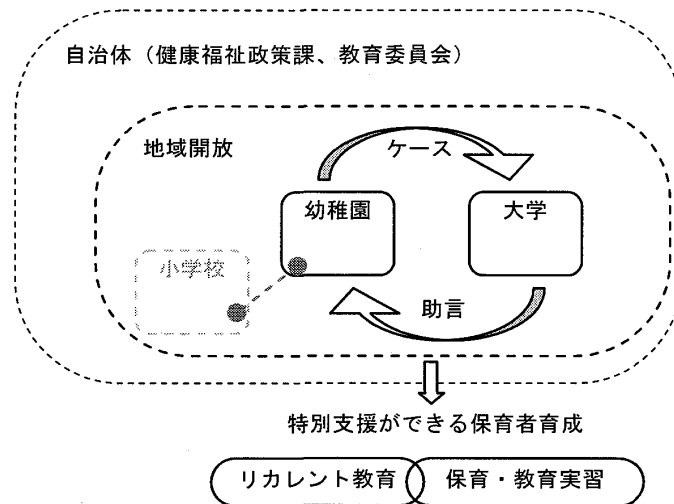 自治体（健康福祉政策課、教育委員会）
地域開放
ケース
幼稚園
大学
小学校
助言
特別支援ができる保育者育成
リカレント教育
保育・教育実習